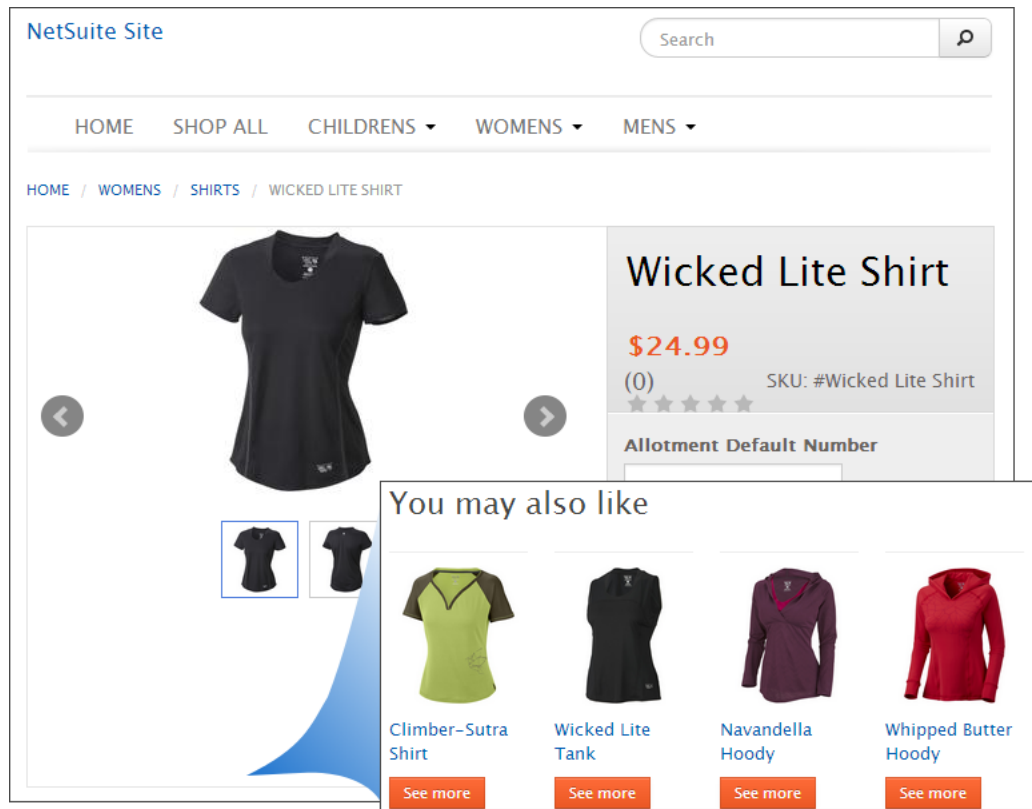 NetSuite Site
Search
HOME SHOP ALL CHILDRENS WOMENS MENS
HOME / WOMENS / SHIRTS / WICKED LITE SHIRT
Wicked Lite Shirt
$24.99
(0)
SKU: #Wicked Lite Shirt
Allotment Default Number
You may also like
Climber-Sutra
Shirt
See more
Wicked Lite
Tank
See more
Navandella
Hoody
See more
Whipped Butter
Hoody
See more